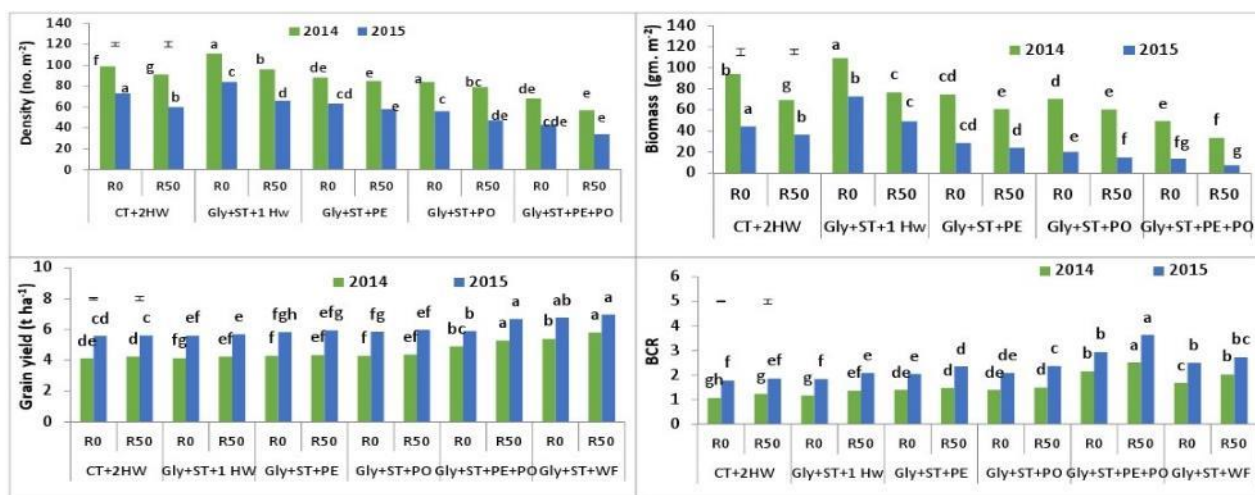 Density (no. m⁻²)
140
120
100
80
60
40
20
0
2014 2015
f a g b a c b d de cd e e a c bc de de cde e e
R0 R50 R0 R50 R0 R50 R0 R50 R0 R50
CT+2HW Gly+ST+1 Hw Gly+ST+PE Gly+ST+PO Gly+ST+PE+PO
Biomass (gm. m⁻²)
140
120
100
80
60
40
20
0
2014 2015
b a g b a b c c cd cd e d d e e f e fg f g
R0 R50 R0 R50 R0 R50 R0 R50 R0 R50
CT+2HW Gly+ST+1 Hw Gly+ST+PE Gly+ST+PO Gly+ST+PE+PO
Grain yield (t ha⁻¹)
10
8
6
4
2
0
2014 2015
de cd d c fg ef ef e f fgh ef efg f ef ef ef bc b a a b ab a a
R0 R50 R0 R50 R0 R50 R0 R50 R0 R50 R0 R50
CT+2HW Gly+ST+1 HW Gly+ST+PE Gly+ST+PO Gly+ST+PE+PO Gly+ST+WF
BCR
6
5
4
3
2
1
0
2014 2015
gh f g ef g f ef e de e d d de de d c b b a a c b b bc
R0 R50 R0 R50 R0 R50 R0 R50 R0 R50 R0 R50
CT+2HW Gly+ST+1 Hw Gly+ST+PE Gly+ST+PO Gly+ST+PE+PO Gly+ST+WF